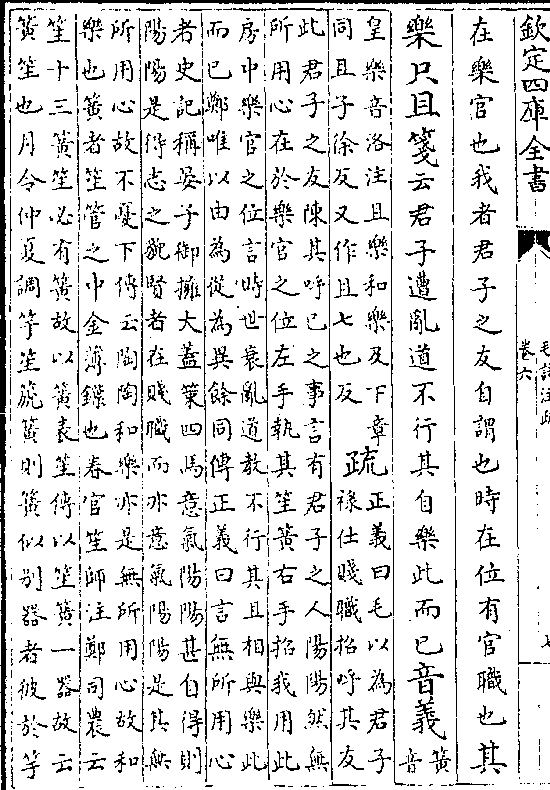 欽定四庫全書
毛詩注疏
卷六
七
在樂官也我者君子之友自謂也時在位有官職也其
樂只且箋云君子遭亂道不行其自樂此而已音義簧音
皇樂音洛注且樂和樂及下章
同且子徐反又作且七也反
疏
正義曰毛以為君子
祿仕賤職招呼其友
此君子之友陳其呼已之事言有君子之人陽陽然無
所用心在於樂官之位左手執其笙簧右手招我用此
房中樂官之位言時世衰亂道教不行其且相與樂此
而已鄭唯以由為從為異餘同傳正義曰言無所用心
者史記稱晏子御擁大蓋策四馬意氣陽陽甚自得則
陽陽是得志之貌賢者在賤職而亦意氣陽陽是其無
所用心故不憂下傳云陶陶和樂亦是無所用心故和
樂也簧者笙管之中金薄鐷也春官笙師注鄭司農云
笙十三簧笙必有簧故以簧表笙傳以笙簧一器故云
簧笙也月令仲夏調竽笙箎簧則簧似別器者彼於竽